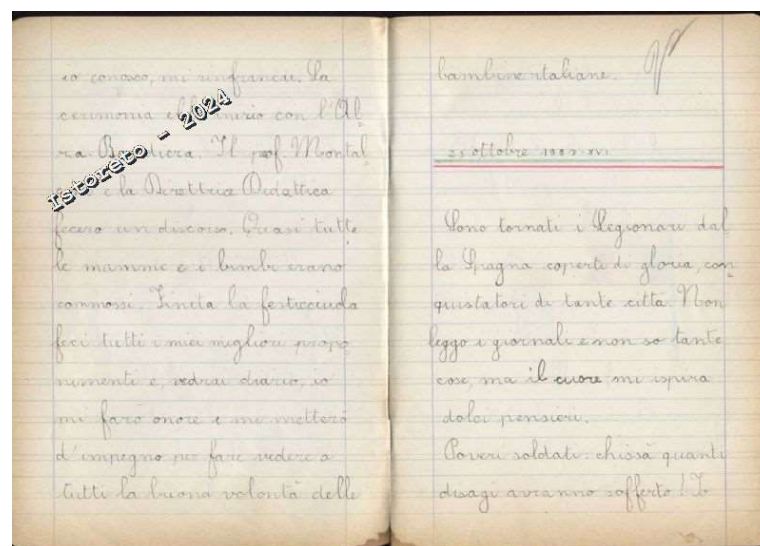 io conosco, mi rinfrancai. La
cerimonia ebbe inizio con l'Al
za Bandiera. Il prof. Montal
e la Direttrice Didattica
fecero un discorso. Quasi tutte
le mamme e i bimbi erano
commossi. Finita la festicciuola
feci tutti i miei migliori propo
nimenti e, vedrai diario, io
mi farò onore e mi metterò
d'impegno per fare vedere a
tutti la buona volontà delle
Istoreto - 2024
bambine italiane.
25 ottobre XVI
Sono tornati i Legionari dal
la Spagna coperti di gloria, con
quistatori di tante città. Non
leggo i giornali e non so tante
cose, ma il cuore mi ispira
dolci pensieri.
Poveri soldati: chissà quanti
disagi avranno sofferto! Io